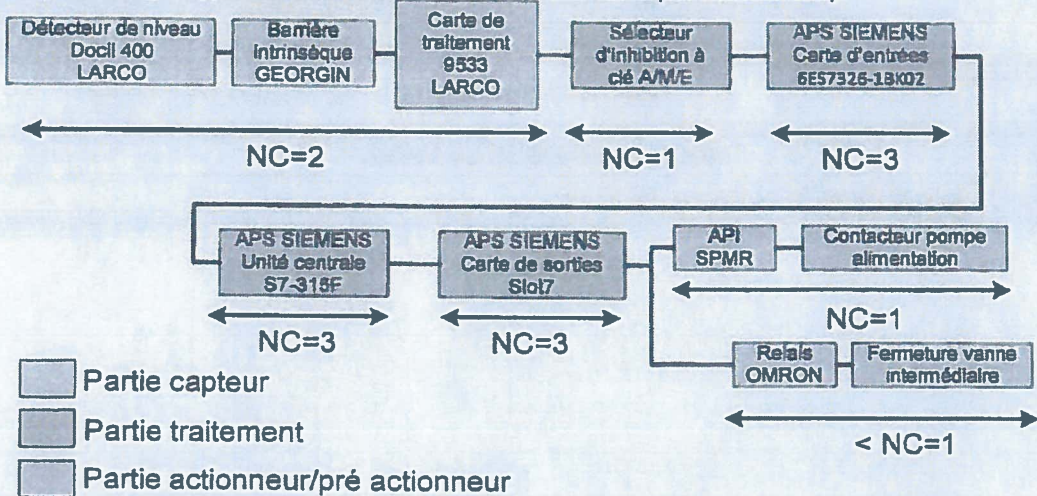 Détecteur de niveau
Docil 400
LARCO
Barrière
intrinsèque
GEORGIN
Carte de
traitement
9533
LARCO
Sélecteur
d'inhibition à
clé A/M/E
APS SIEMENS
Carte d'entrées
6ES7326-1BK02
NC=2
NC=1
NC=3
APS SIEMENS
Unité centrale
S7-315F
APS SIEMENS
Carte de sorties
Slot7
API
SPMR
Contacteur pompe
alimentation
NC=3
NC=3
NC=1
Relais
OMRON
Fermeture vanne
intermédiaire
< NC=1
Partie capteur
Partie traitement
Partie actionneur/pré actionneur